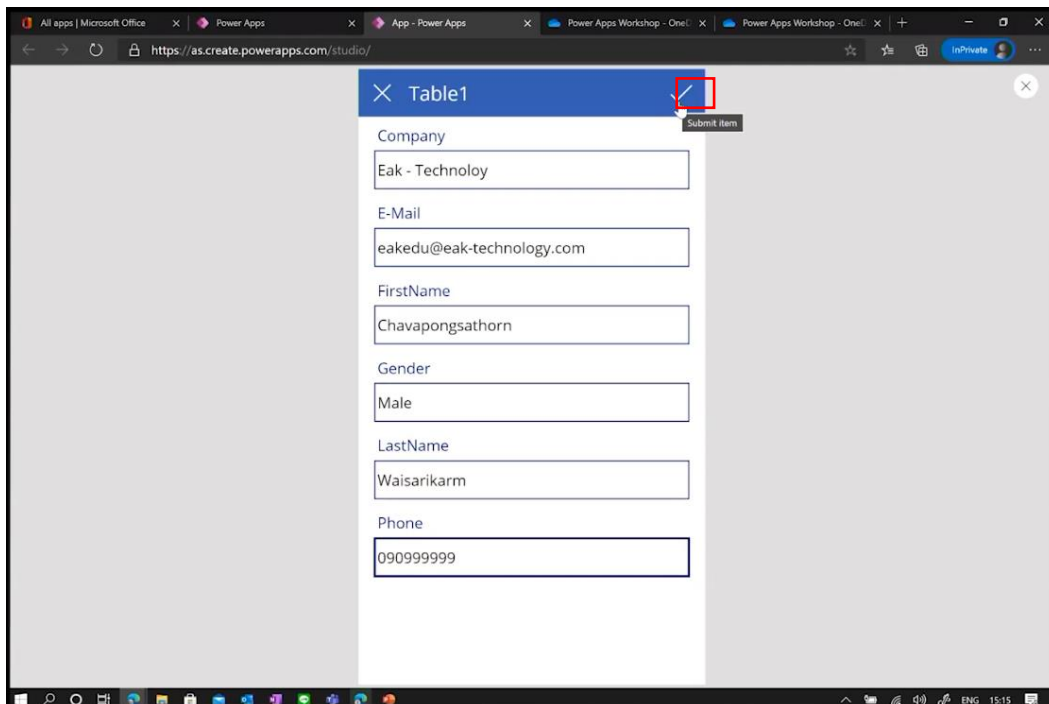 All apps | Microsoft Office
Power Apps
App - Power Apps
Power Apps Workshop - OneD
Power Apps Workshop - OneD
https://as.create.powerapps.com/studio/
InPrivate
Table1
Submit item
Company
Eak - Technoloy
E-Mail
eakedu@eak-technology.com
FirstName
Chavapongsathorn
Gender
Male
LastName
Waisarikarm
Phone
090999999
ENG 15:15